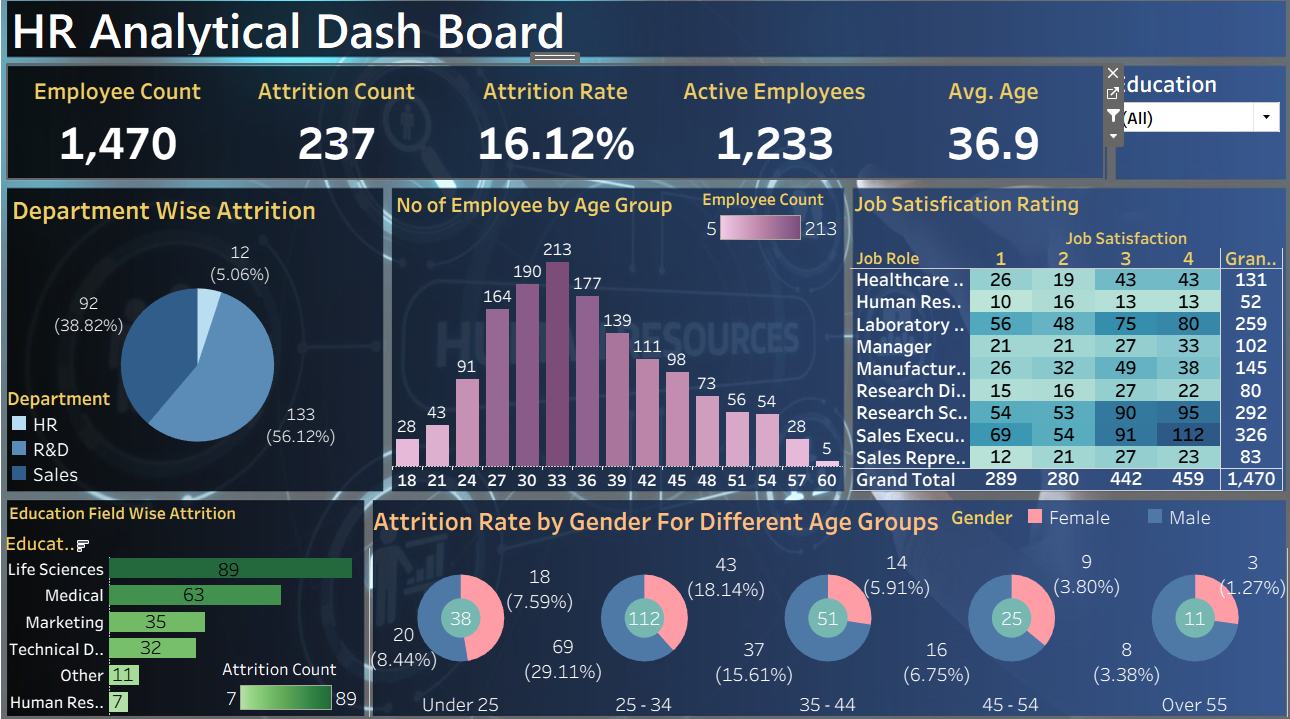 HR Analytical Dash Board
Employee Count Attrition Count Attrition Rate Active Employees Avg. Age
1,470 237 16.12% 1,233 36.9
Education
(All)
Department Wise Attrition
12
(5.06%)
92
(38.82%)
133
(56.12%)
Department
HR
R&D
Sales
No of Employee by Age Group
Employee Count
5 213
28 43 91 164 190 213 177 139 111 98 73 56 54 28 5
18 21 24 27 30 33 36 39 42 45 48 51 54 57 60
HUMAN RESOURCES
Job Satisfication Rating
Job Satisfaction
Job Role 1 2 3 4 Gran..
Healthcare .. 26 19 43 43 131
Human Res.. 10 16 13 13 52
Laboratory .. 56 48 75 80 259
Manager 21 21 27 33 102
Manufactur.. 26 32 49 38 145
Research Di.. 15 16 27 22 80
Research Sc.. 54 53 90 95 292
Sales Execu.. 69 54 91 112 326
Sales Repre.. 12 21 27 23 83
Grand Total 289 280 442 459 1,470
Education Field Wise Attrition
Educat..
Life Sciences 89
Medical 63
Marketing 35
Technical D.. 32
Other 11
Human Res.. 7
Attrition Count
7 89
Attrition Rate by Gender For Different Age Groups
Gender Female Male
18
(7.59%)
38
20
(8.44%)
Under 25
43
(18.14%)
112
69
(29.11%)
25 - 34
14
(5.91%)
51
37
(15.61%)
35 - 44
9
(3.80%)
25
16
(6.75%)
45 - 54
3
(1.27%)
11
8
(3.38%)
Over 55